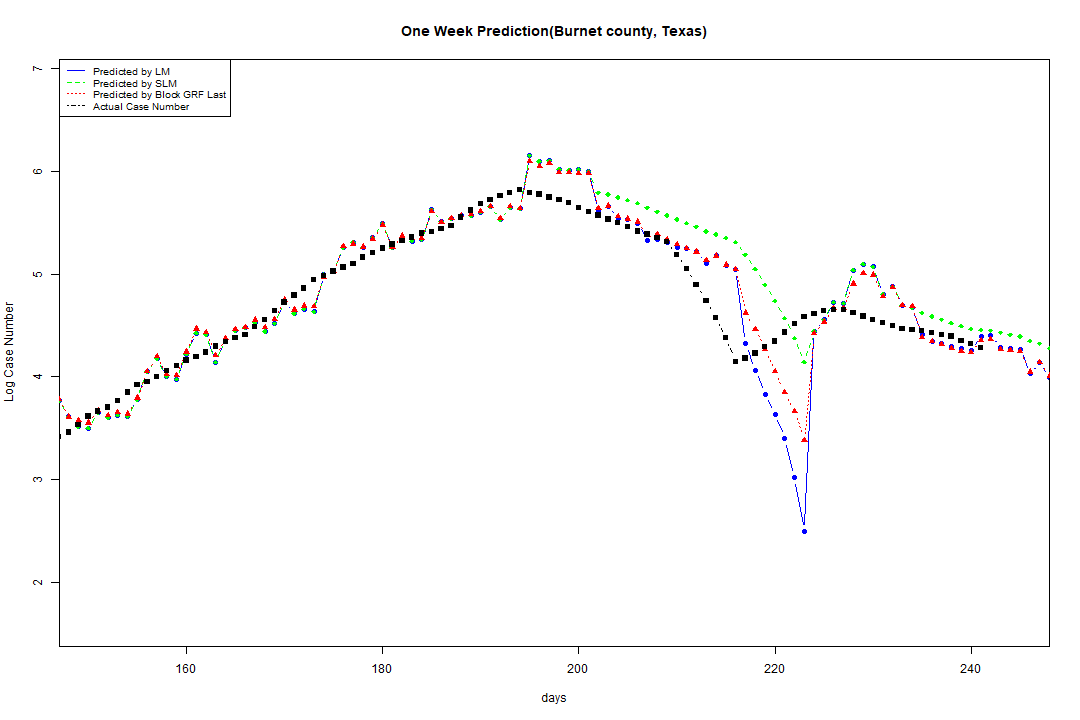 One Week Prediction(Burnet county, Texas)
Predicted by LM
Predicted by SLM
Predicted by Block GRF Last
Actual Case Number
7
6
5
4
3
2
Log Case Number
160 180 200 220 240
days